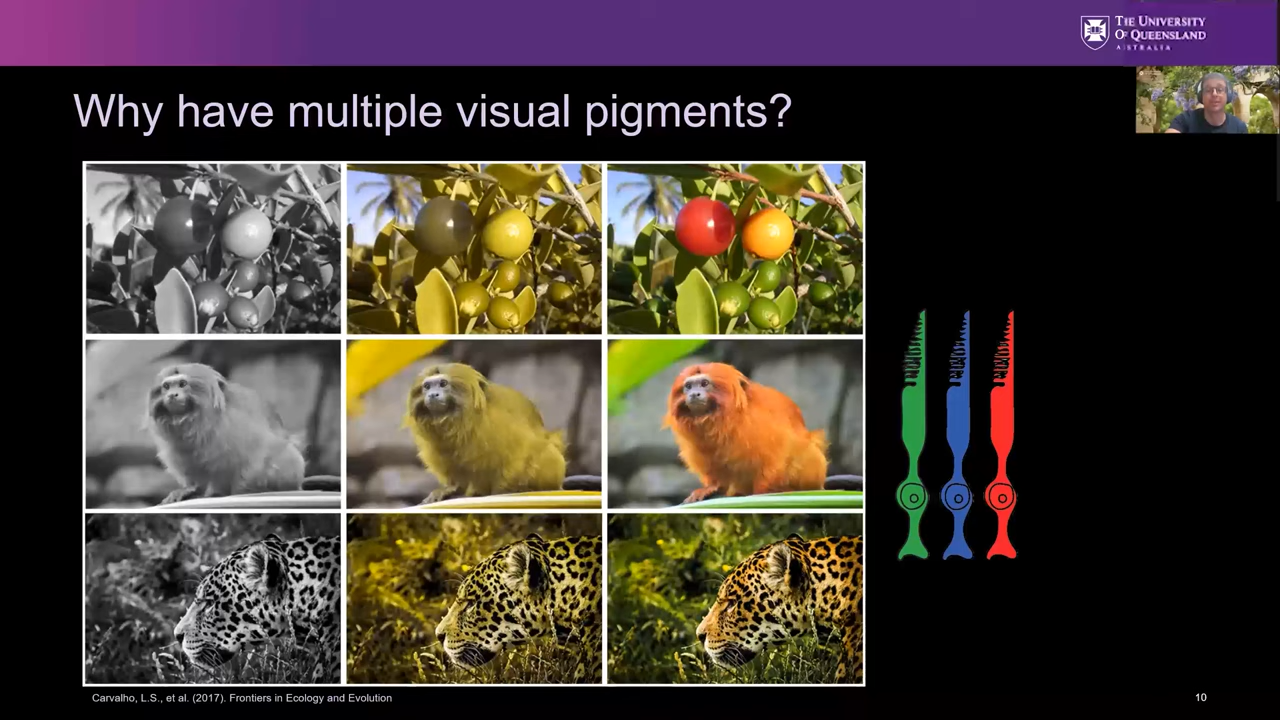 THE UNIVERSITY
OF QUEENSLAND
AUSTRALIA
Why have multiple visual pigments?
Carvalho, L.S., et al. (2017). Frontiers in Ecology and Evolution
10